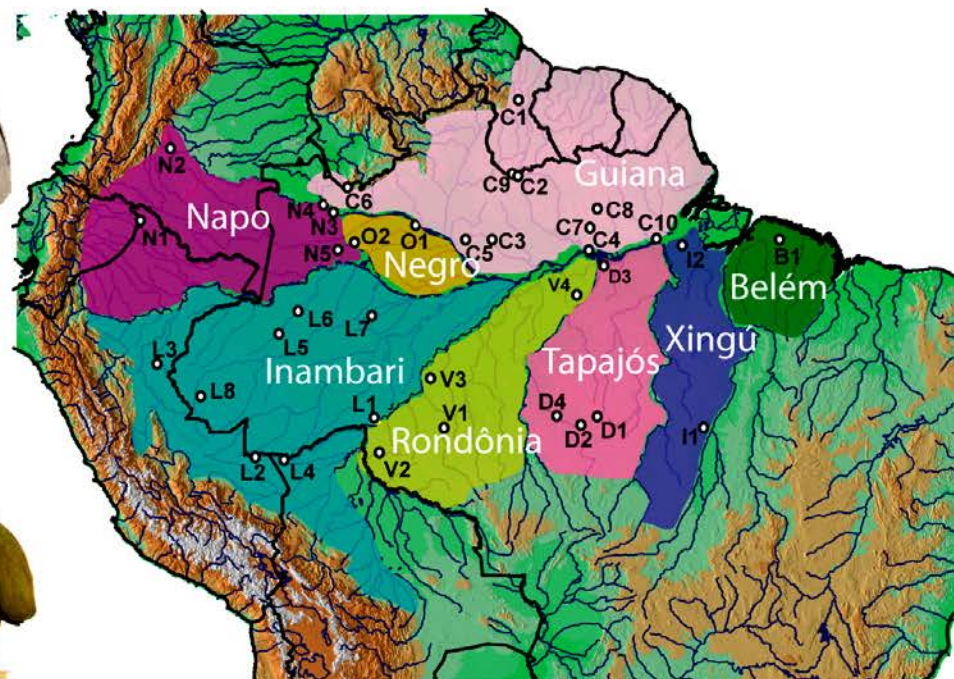 N2
C1
C9 C2
Guiana
C6
N4
N3
Napo
N1
C8
C7
C10
O1
O2
N5
C5 C3
C4
I2
B1
Negro
D3
Belém
V4
L6
L7
L5
Xingú
Tapajós
L3
Inambari
V3
L8
L1
V1
D4
D2 D1
I1
Rondônia
V2
L2 L4